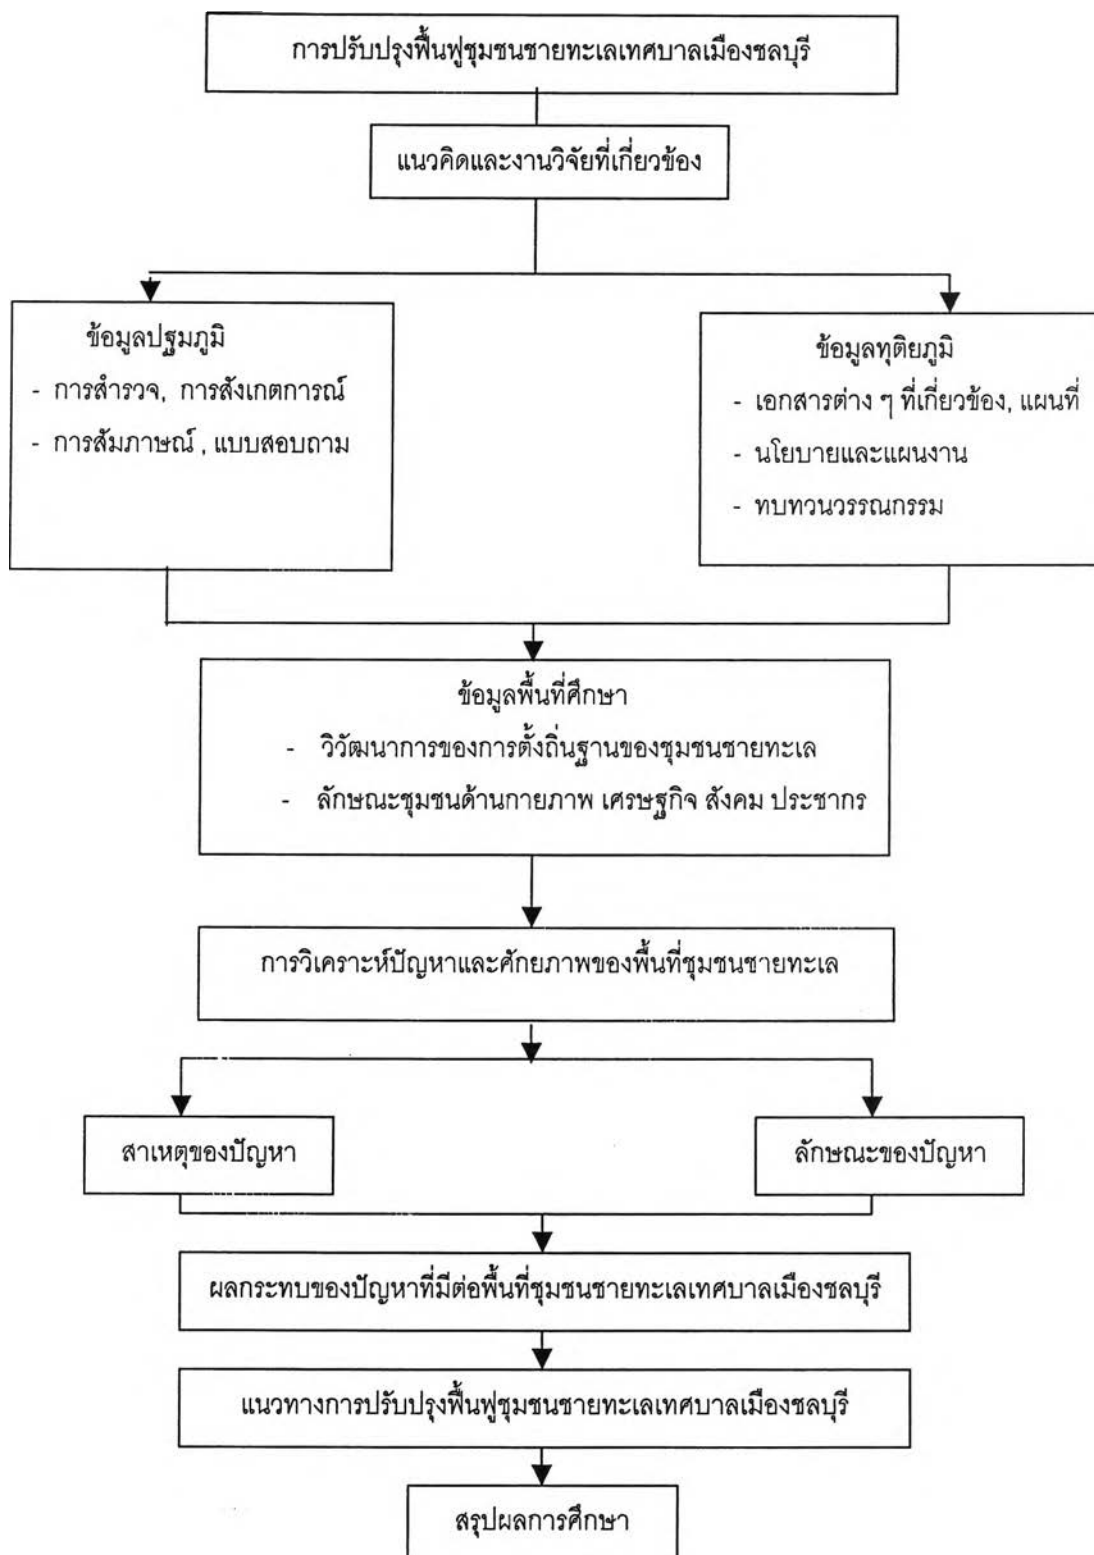 การปรับปรุงฟื้นฟูชุมชนชายทะเลเทศบาลเมืองชลบุรี
แนวคิดและงานวิจัยที่เกี่ยวข้อง
ข้อมูลปฐมภูมิ
- การสำรวจ, การสังเกตการณ์
- การสัมภาษณ์ , แบบสอบถาม
ข้อมูลทุติยภูมิ
- เอกสารต่าง ๆ ที่เกี่ยวข้อง, แผนที่
- นโยบายและแผนงาน
- ทบทวนวรรณกรรม
ข้อมูลพื้นที่ศึกษา
- วิวัฒนาการของการตั้งถิ่นฐานของชุมชนชายทะเล
- ลักษณะชุมชนด้านกายภาพ เศรษฐกิจ สังคม ประชากร
การวิเคราะห์ปัญหาและศักยภาพของพื้นที่ชุมชนชายทะเล
สาเหตุของปัญหา
ลักษณะของปัญหา
ผลกระทบของปัญหาที่มีต่อพื้นที่ชุมชนชายทะเลเทศบาลเมืองชลบุรี
แนวทางการปรับปรุงฟื้นฟูชุมชนชายทะเลเทศบาลเมืองชลบุรี
สรุปผลการศึกษา